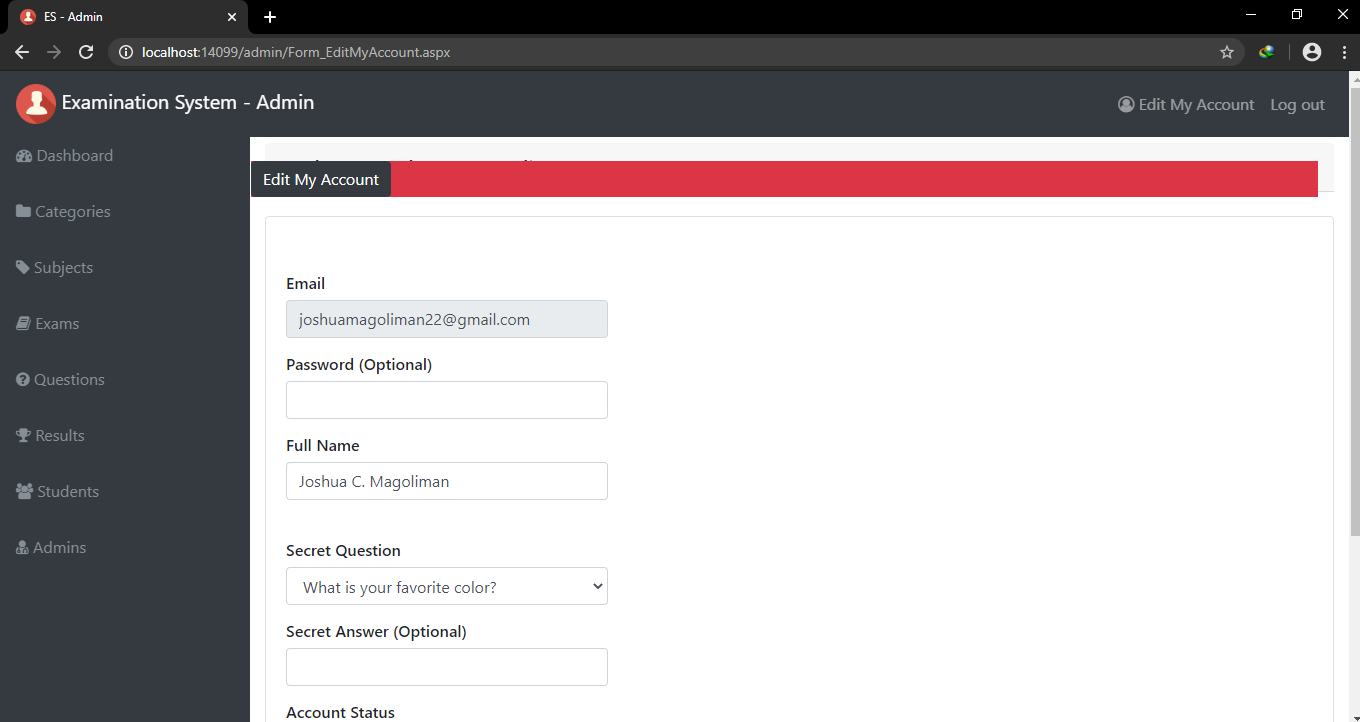 ES - Admin
localhost:14099/admin/Form_EditMyAccount.aspx
Examination System - Admin
Edit My Account
Log out
Dashboard
Categories
Subjects
Exams
Questions
Results
Students
Admins
Edit My Account
Email
joshuamagoliman22@gmail.com
Password (Optional)
Full Name
Joshua C. Magoliman
Secret Question
What is your favorite color?
Secret Answer (Optional)
Account Status